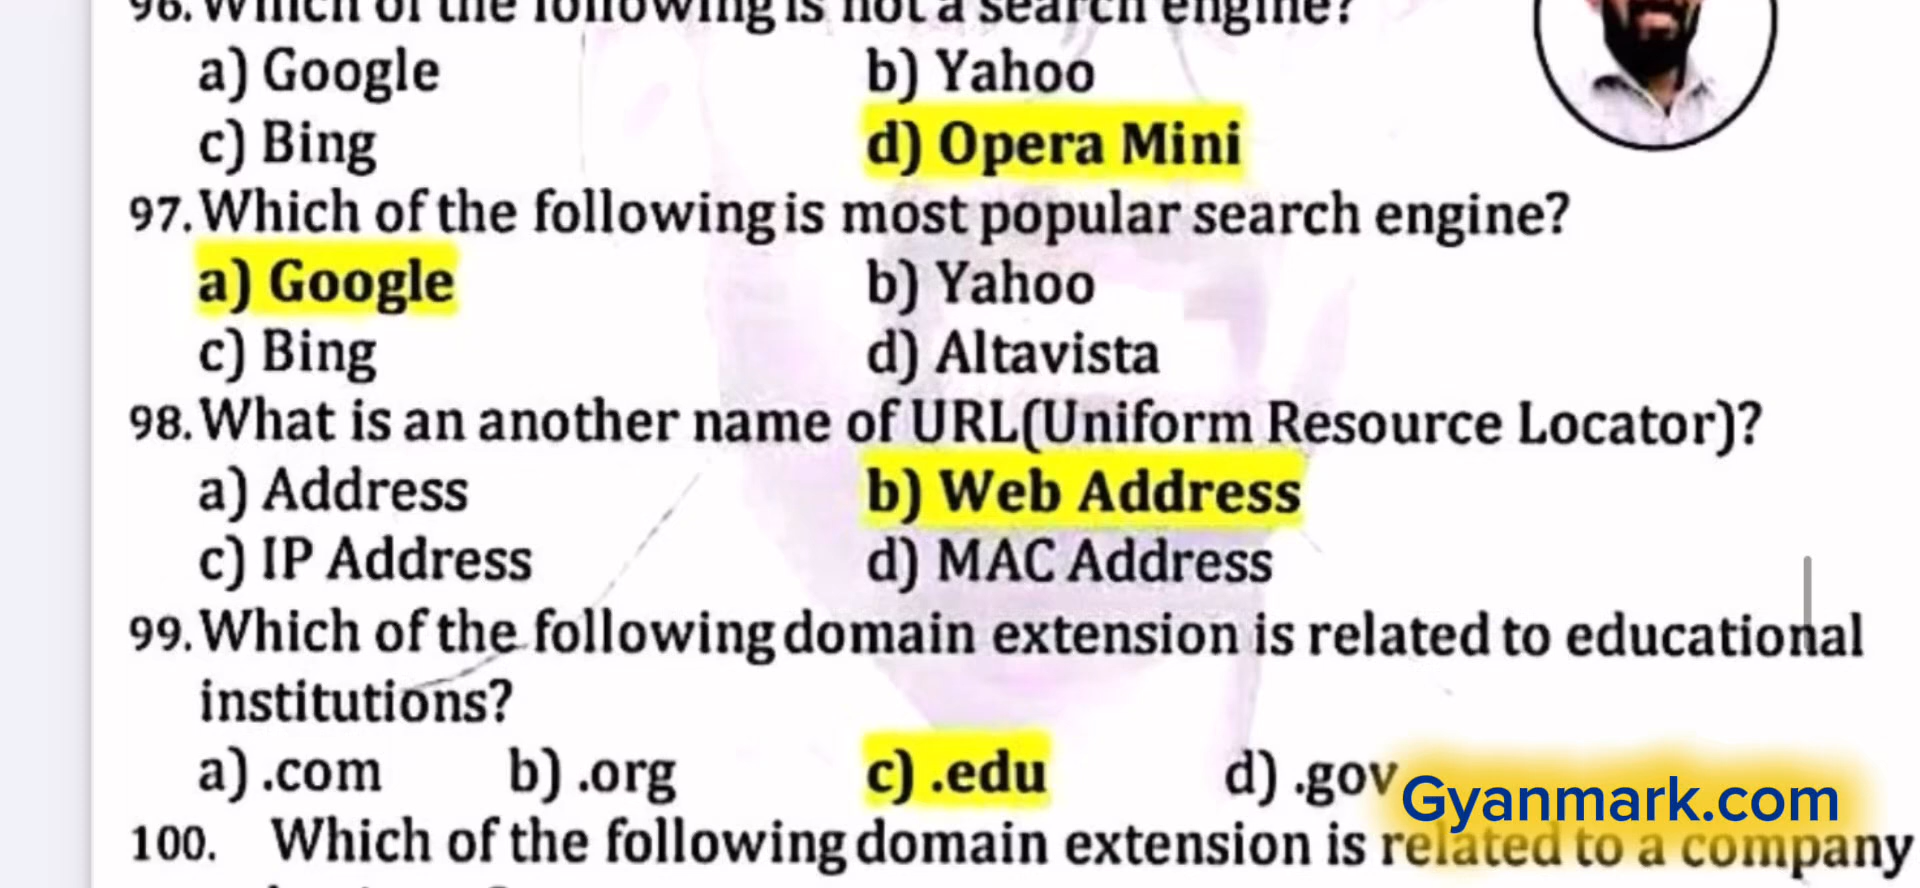 96. Which of the following is not a search engine?
a) Google b) Yahoo
c) Bing d) Opera Mini
97. Which of the following is most popular search engine?
a) Google b) Yahoo
c) Bing d) Altavista
98. What is an another name of URL(Uniform Resource Locator)?
a) Address b) Web Address
c) IP Address d) MAC Address
99. Which of the following domain extension is related to educational
institutions?
a) .com b) .org c) .edu d) .gov
Gyanmark.com
100. Which of the following domain extension is related to a company